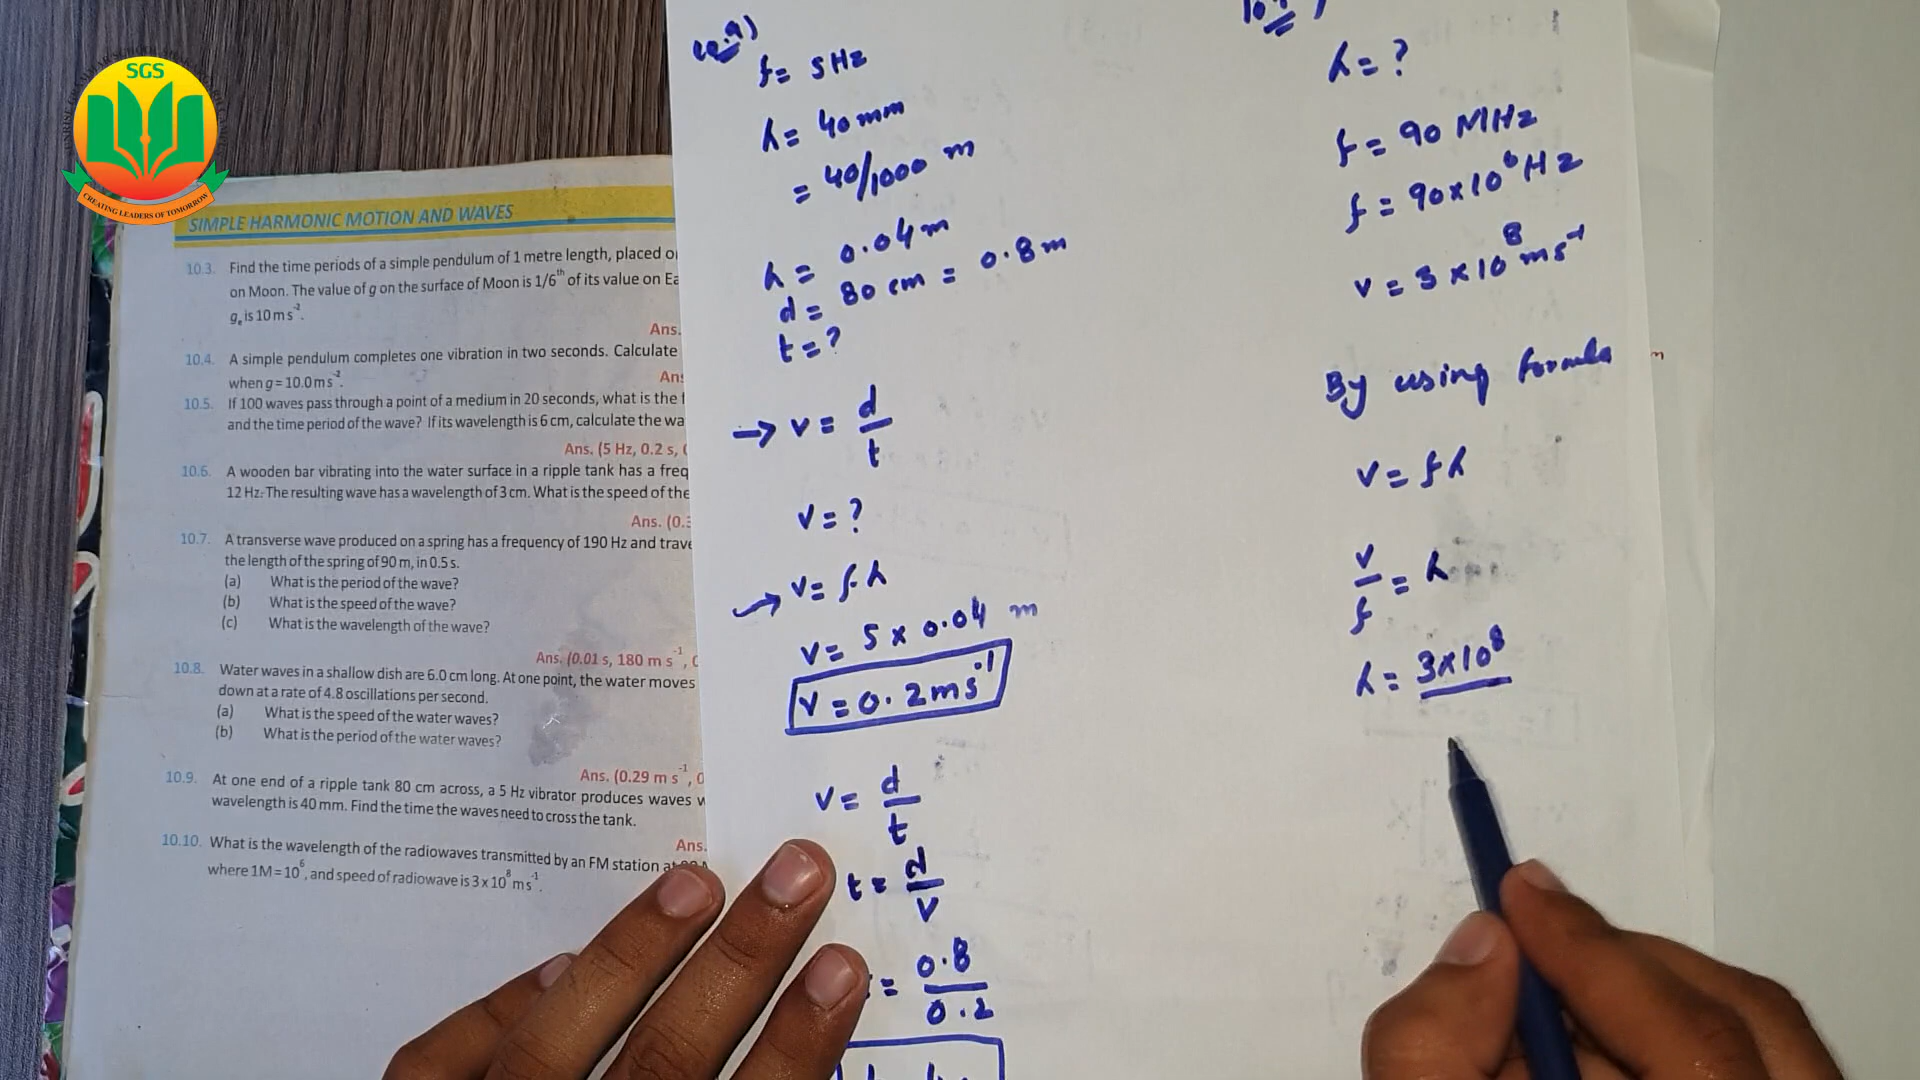 SGS
CREATING LEADERS OF TOMORROW
SIMPLE HARMONIC MOTION AND WAVES
10.3. Find the time periods of a simple pendulum of 1 metre length, placed
on Moon. The value of g on the surface of Moon is 1/6th of its value on
gₑ is 10 m s⁻².
Ans.
10.4. A simple pendulum completes one vibration in two seconds. Calculate
when g = 10.0 m s⁻².
10.5. If 100 waves pass through a point of a medium in 20 seconds, what is the
and the time period of the wave? If its wavelength is 6 cm, calculate the
Ans. (5 Hz, 0.2 s,
10.6. A wooden bar vibrating into the water surface in a ripple tank has a
12 Hz. The resulting wave has a wavelength of 3 cm. What is the speed of the
Ans. (0.3
10.7. A transverse wave produced on a spring has a frequency of 190 Hz and
the length of the spring of 90 m, in 0.5 s.
(a) What is the period of the wave?
(b) What is the speed of the wave?
(c) What is the wavelength of the wave?
Ans. (0.01 s, 180 m s⁻¹,
10.8. Water waves in a shallow dish are 6.0 cm long. At one point, the water moves
down at a rate of 4.8 oscillations per second.
(a) What is the speed of the water waves?
(b) What is the period of the water waves?
Ans. (0.29 m s⁻¹, 0
10.9. At one end of a ripple tank 80 cm across, a 5 Hz vibrator produces waves
wavelength is 40 mm. Find the time the waves need to cross the tank.
Ans.
10.10. What is the wavelength of the radiowaves transmitted by an FM station at
where 1M = 10⁶, and speed of radiowave is 3 x 10⁸ m s⁻¹.
f = 5 Hz
λ = 40 mm
= 40/1000 m
λ = 0.04 m
d = 80 cm = 0.8 m
t = ?
→ v = d/t
v = ?
→ v = fλ
v = 5 x 0.04 m
v = 0.2 ms⁻¹
v = d/t
t = d/v
= 0.8/0.2
λ = ?
f = 90 MHz
f = 90 x 10⁶ Hz
v = 3 x 10⁸ ms⁻¹
By using formula
v = fλ
v/f = λ
λ = 3x10⁸